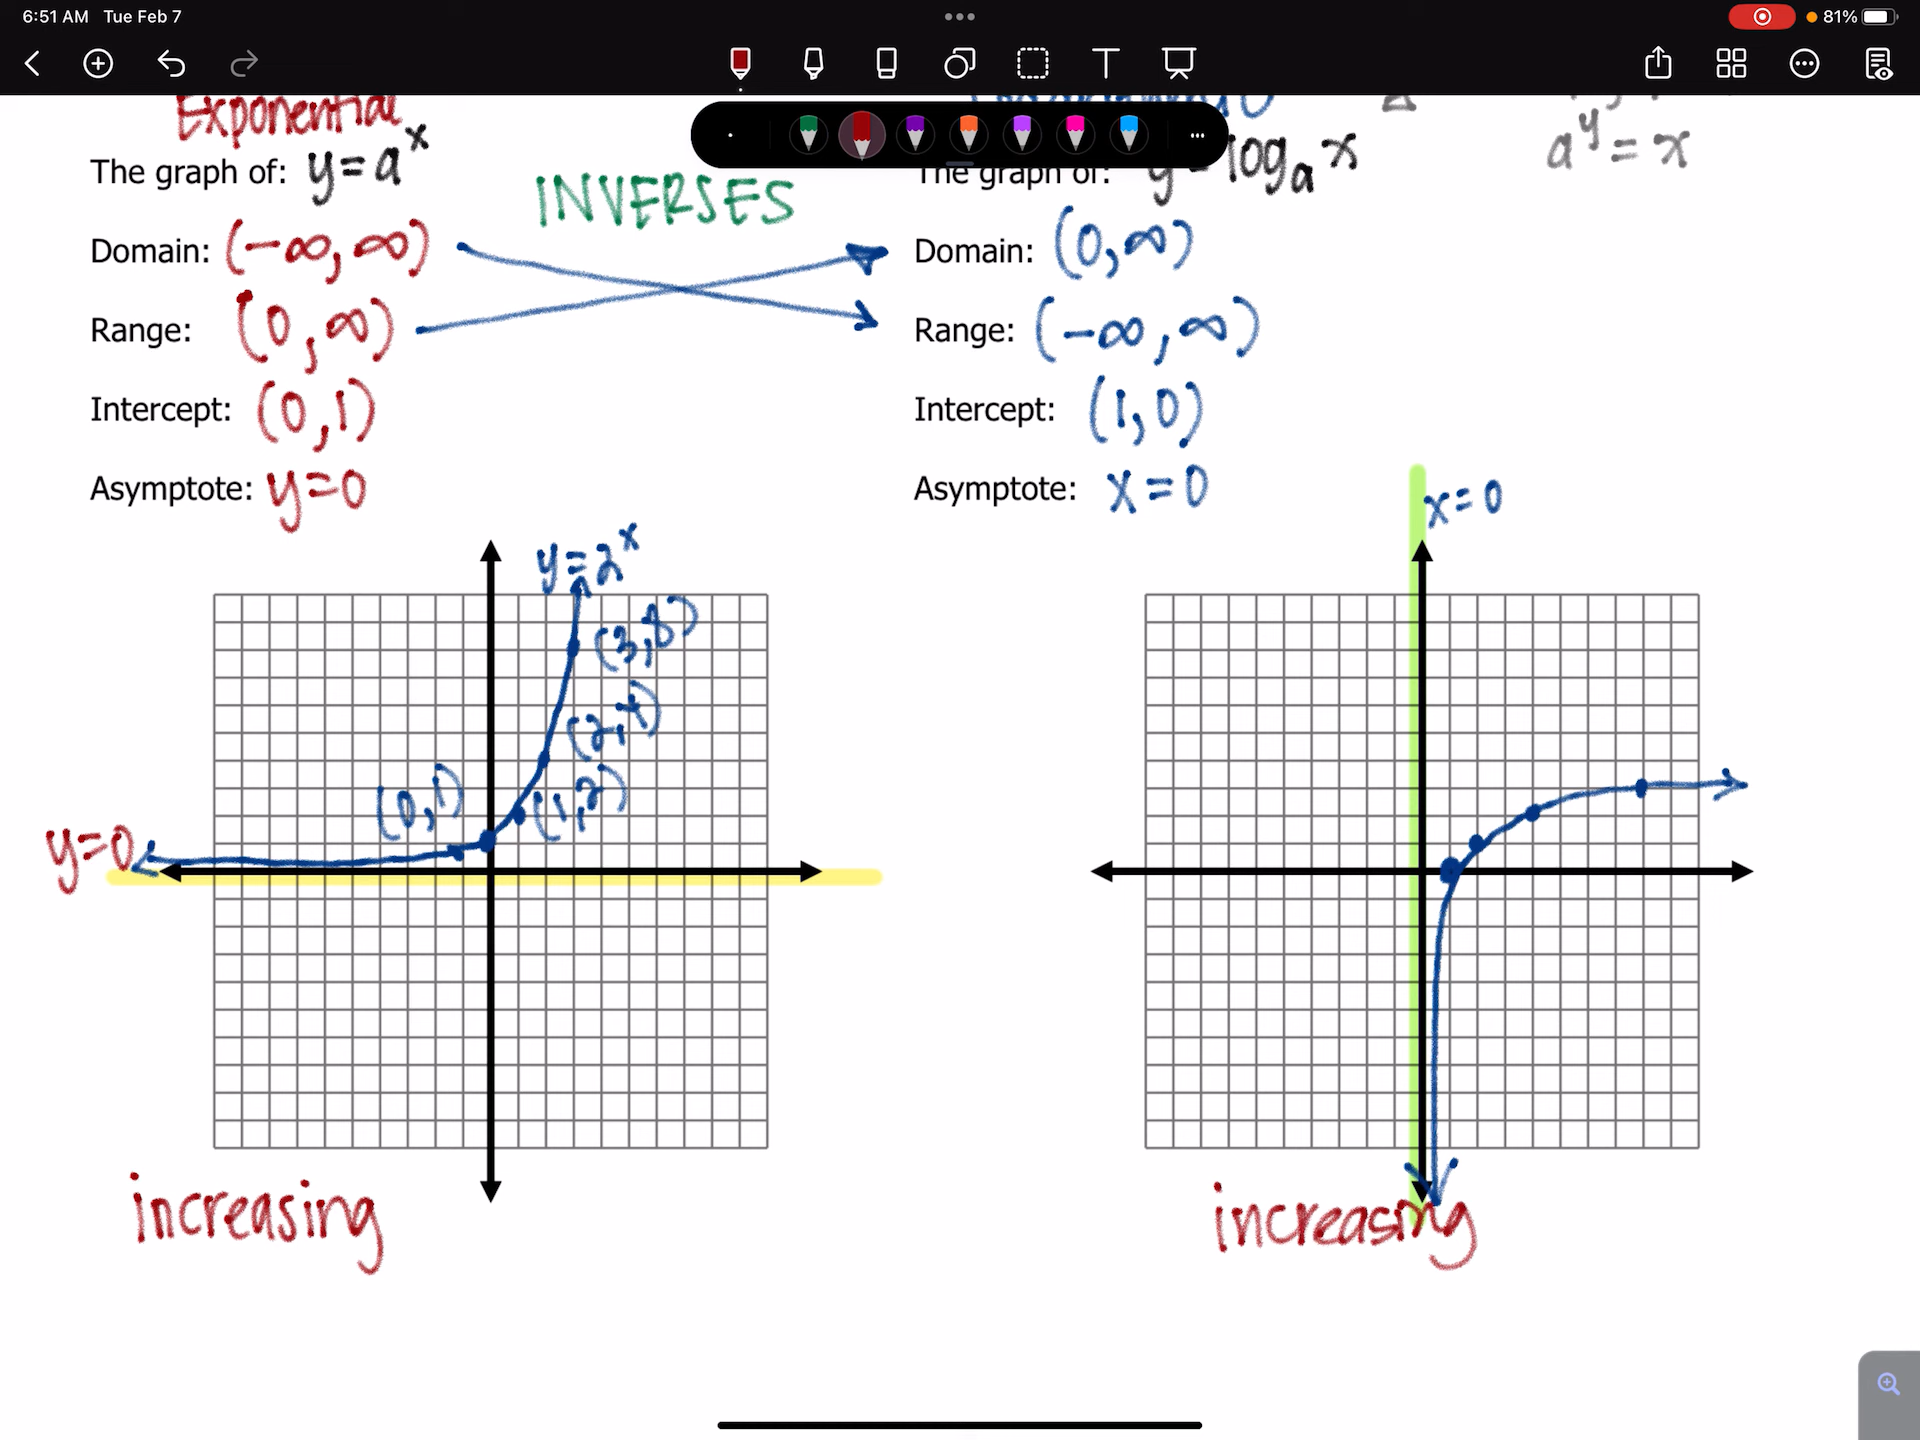 6:51 AM Tue Feb 7
81%
Exponential
The graph of: y = a^x
INVERSES
Domain: (-∞, ∞)
Range: (0, ∞)
Intercept: (0, 1)
Asymptote: y = 0
y = 2^x
(3, 8)
(2, 4)
(1, 2)
(0, 1)
y = 0
increasing
a^y = x
The graph of: y = log_a x
Domain: (0, ∞)
Range: (-∞, ∞)
Intercept: (1, 0)
Asymptote: x = 0
x = 0
increasing